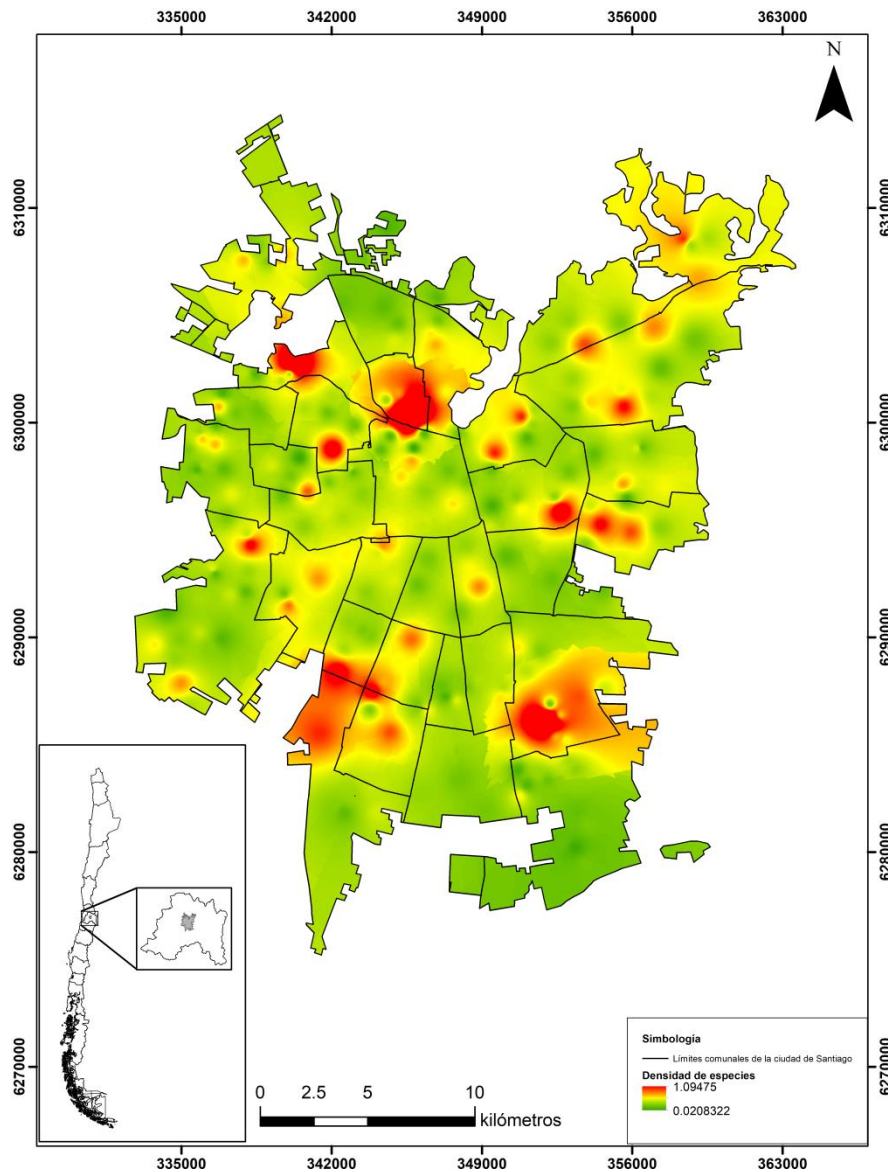 335000 342000 349000 356000 363000
N
6310000 6310000
6300000 6300000
6290000 6290000
6280000 6280000
6270000 6270000
Simbología
Límites comunales de la ciudad de Santiago
Densidad de especies
1.09475
0.0208322
0 2.5 5 10
kilómetros
335000 342000 349000 356000 363000